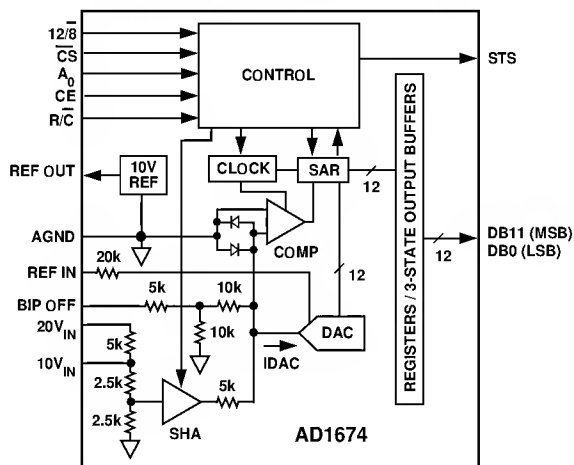 12/8̅
C̅S̅
A₀
CE
R/C̅
CONTROL
STS
REF OUT
10V
REF
CLOCK
SAR
12
REGISTERS / 3-STATE OUTPUT BUFFERS
AGND
COMP
12
DB11 (MSB)
DB0 (LSB)
12
REF IN
20k
BIP OFF
5k
10k
10k
IDAC
DAC
20VIN
5k
10VIN
2.5k
5k
2.5k
SHA
AD1674